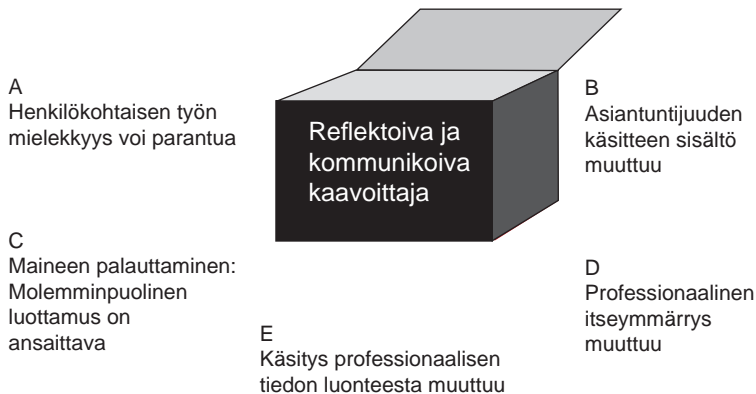 A
Henkilökohtaisen työn
mielekkyys voi parantua
Reflektoiva ja
kommunikoiva
kaavoittaja
B
Asiantuntijuuden
käsitteen sisältö
muuttuu
C
Maineen palauttaminen:
Molemminpuolinen
luottamus on
ansaittava
D
Professionaalinen
itseymmärrys
muuttuu
E
Käsitys professionaalisen
tiedon luonteesta muuttuu